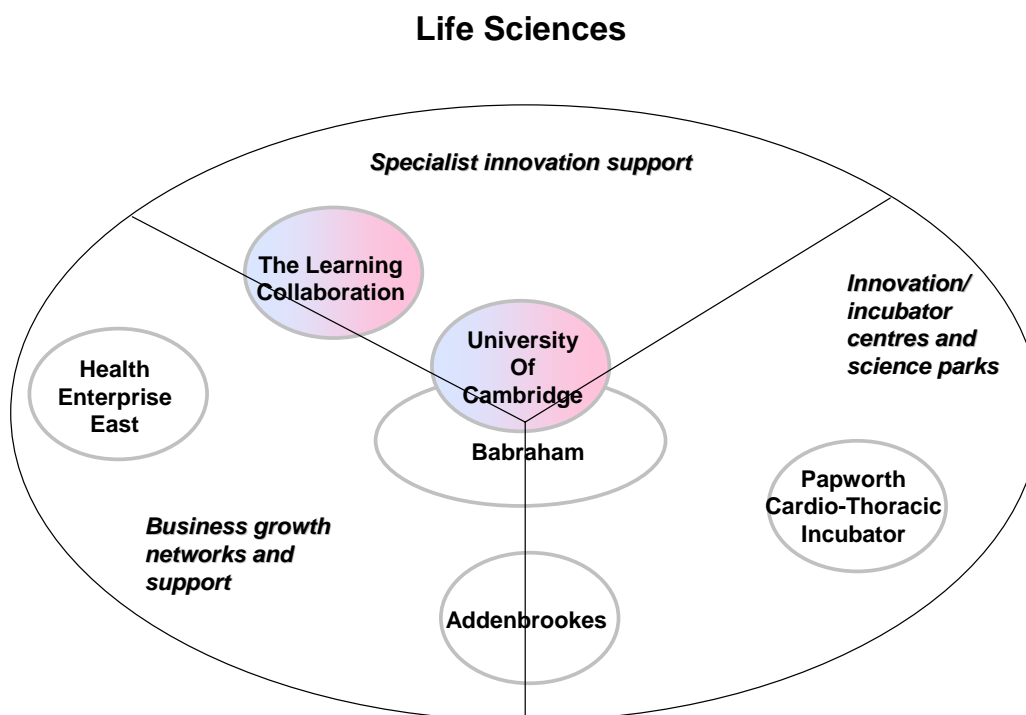 Life Sciences
Specialist innovation support
The Learning
Collaboration
Innovation/
incubator
centres and
science parks
University
Of
Cambridge
Health
Enterprise
East
Babraham
Papworth
Cardio-Thoracic
Incubator
Business growth
networks and
support
Addenbrookes